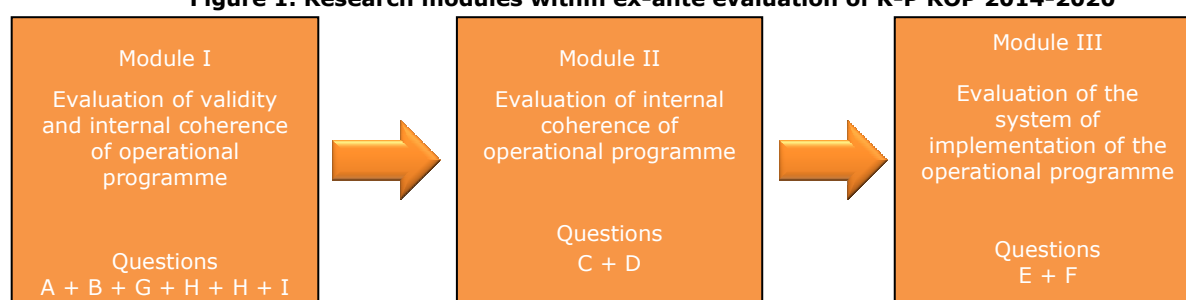 Figure 1. Research modules within ex-ante evaluation of K-P ROP 2014-2020
Module I
Evaluation of validity
and internal coherence
of operational
programme
Questions
A + B + G + H + H + I
Module II
Evaluation of internal
coherence of
operational programme
Questions
C + D
Module III
Evaluation of the
system of
implementation of the
operational programme
Questions
E + F